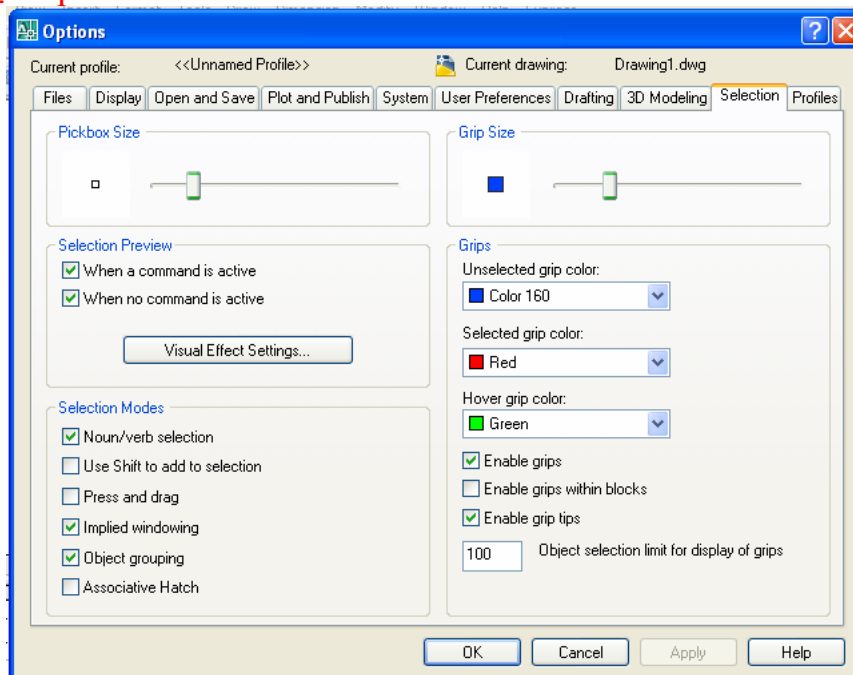 Options
Current profile: <<Unnamed Profile>> Current drawing: Drawing1.dwg
Files Display Open and Save Plot and Publish System User Preferences Drafting 3D Modeling Selection Profiles
Pickbox Size
Grip Size
Selection Preview
When a command is active
When no command is active
Visual Effect Settings...
Selection Modes
Noun/verb selection
Use Shift to add to selection
Press and drag
Implied windowing
Object grouping
Associative Hatch
Grips
Unselected grip color:
Color 160
Selected grip color:
Red
Hover grip color:
Green
Enable grips
Enable grips within blocks
Enable grip tips
100 Object selection limit for display of grips
OK Cancel Apply Help